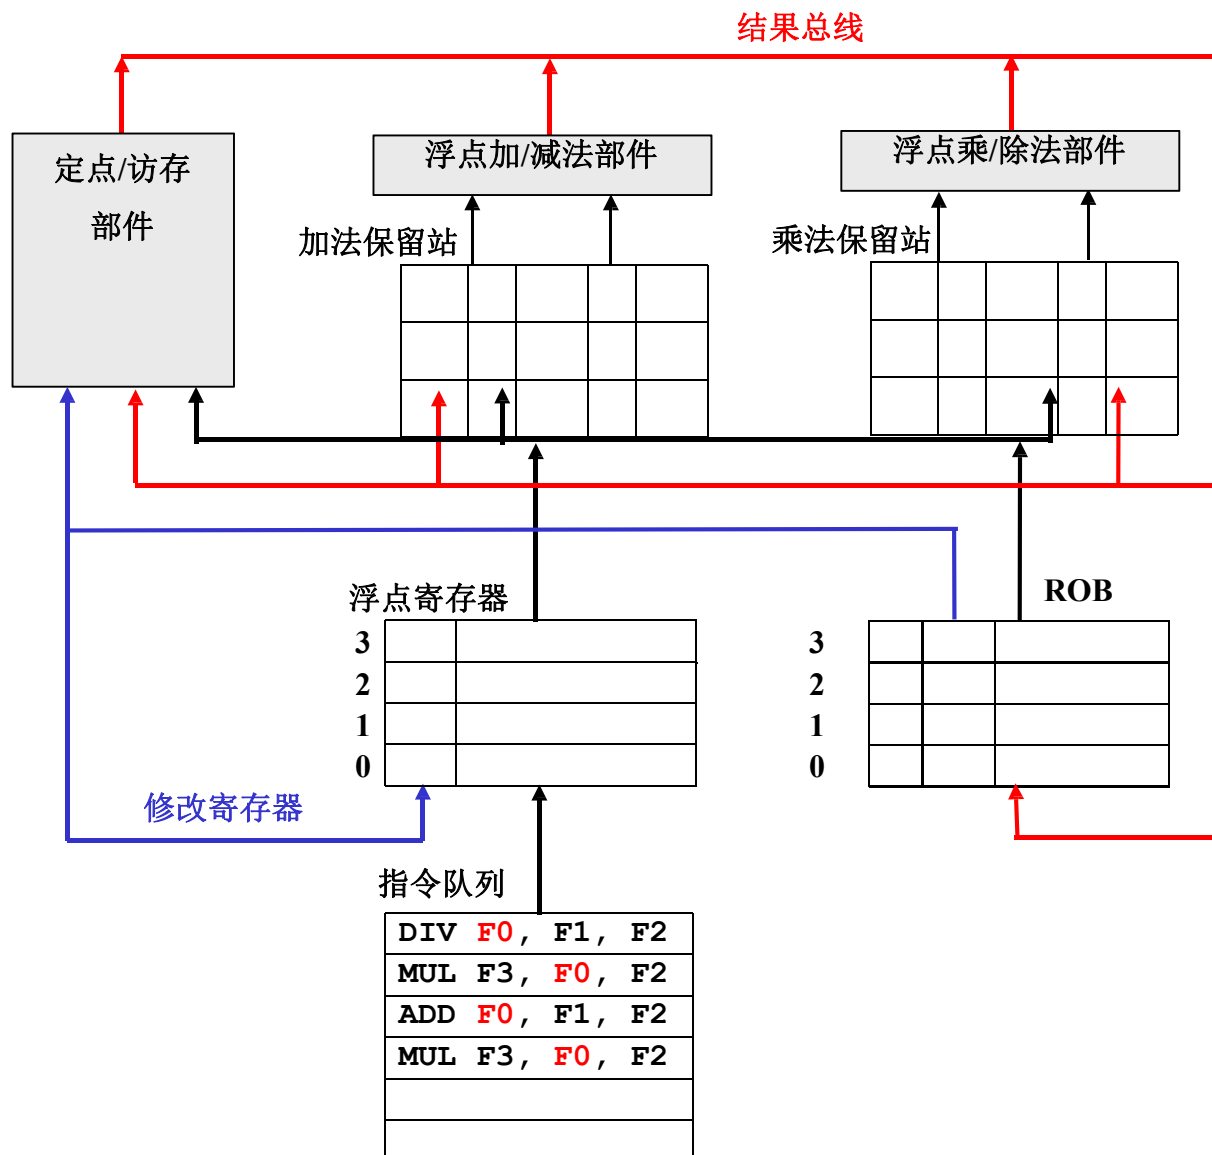 结果总线
定点/访存
部件
浮点加/减法部件
浮点乘/除法部件
加法保留站
乘法保留站
浮点寄存器
ROB
3
2
1
0
3
2
1
0
修改寄存器
指令队列
DIV F0, F1, F2
MUL F3, F0, F2
ADD F0, F1, F2
MUL F3, F0, F2